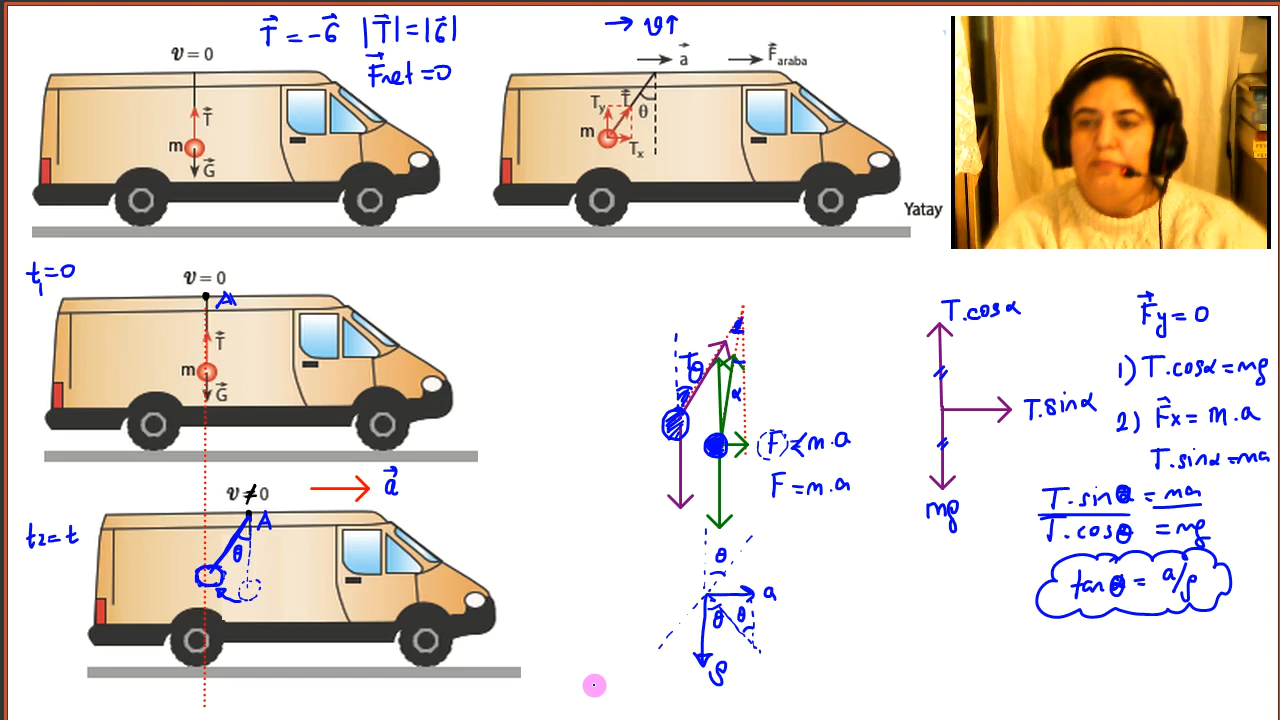 T⃗ = -G⃗ |T⃗| = |G⃗|
F⃗net = 0
v = 0
T⃗
m
G⃗
→ v↑
a⃗
F⃗araba
Ty
T⃗
θ
m
Tx
Yatay
t₁=0
v = 0
A
T⃗
m
G⃗
t₂=t
v ≠ 0
a⃗
A
θ
T
θ
α
F = m.a
F = m.a
θ
a
θ
θ
g
T.cosα
T.sinα
mg
F⃗y = 0
1) T.cosα = mg
2) F⃗x = m.a
T.sinα = ma
T.sinθ = ma
T.cosθ = mg
tanθ = a/g